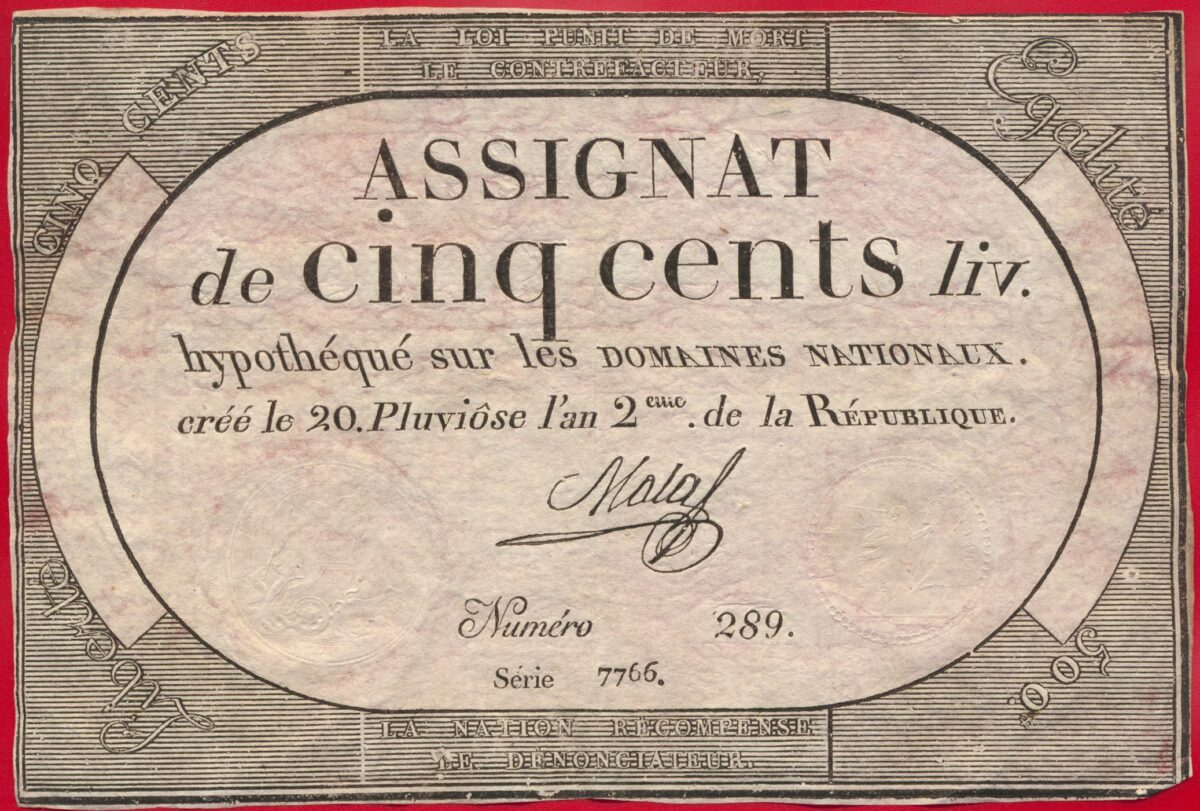 LA LOI PUNIT DE MORT
LE CONTREFACTEUR,
CINQ CENTS
Egalité
ASSIGNAT
de cinq cents liv.
hypothéqué sur les DOMAINES NATIONAUX.
créé le 20. Pluviôse l'an 2eme. de la RÉPUBLIQUE.
Numéro 289.
Série 7766.
Liberté
500#
LA NATION RÉCOMPENSE
LE DÉNONCIATEUR.